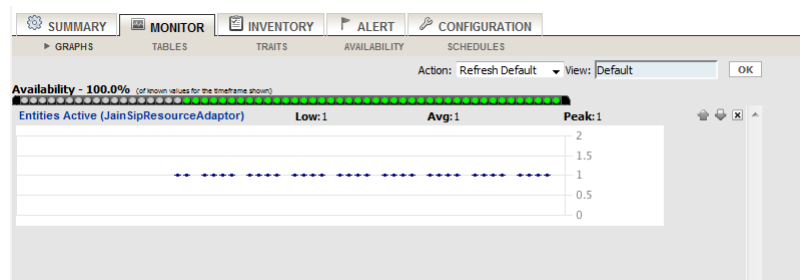 SUMMARY MONITOR INVENTORY ALERT CONFIGURATION
GRAPHS TABLES TRAITS AVAILABILITY SCHEDULES
Action: Refresh Default View: Default OK
Availability - 100.0% (of known values for the timeframe shown)
Entities Active (JainSipResourceAdaptor) Low:1 Avg:1 Peak:1
2
1.5
1
0.5
0